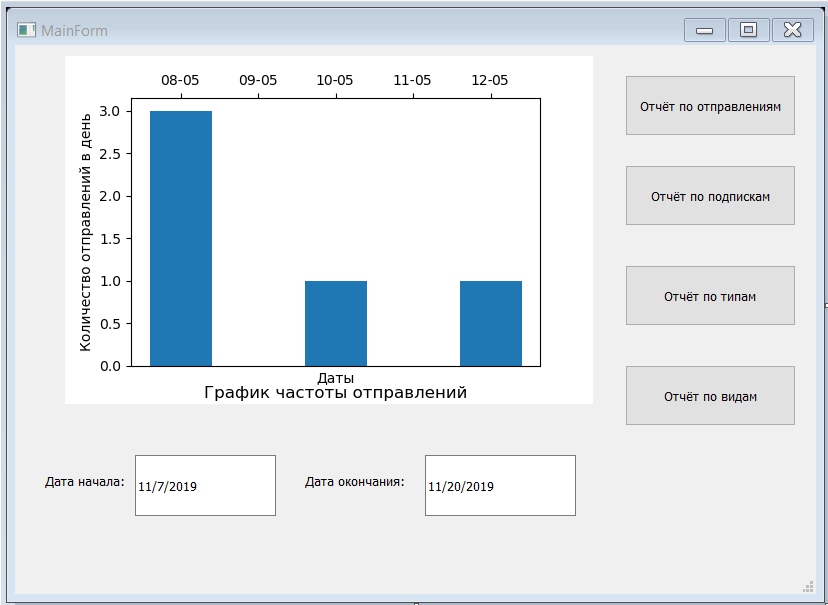 MainForm
08-05 09-05 10-05 11-05 12-05
Количество отправлений в день
3.0
2.5
2.0
1.5
1.0
0.5
0.0
Даты
График частоты отправлений
Отчёт по отправлениям
Отчёт по подпискам
Отчёт по типам
Отчёт по видам
Дата начала: 11/7/2019 Дата окончания: 11/20/2019